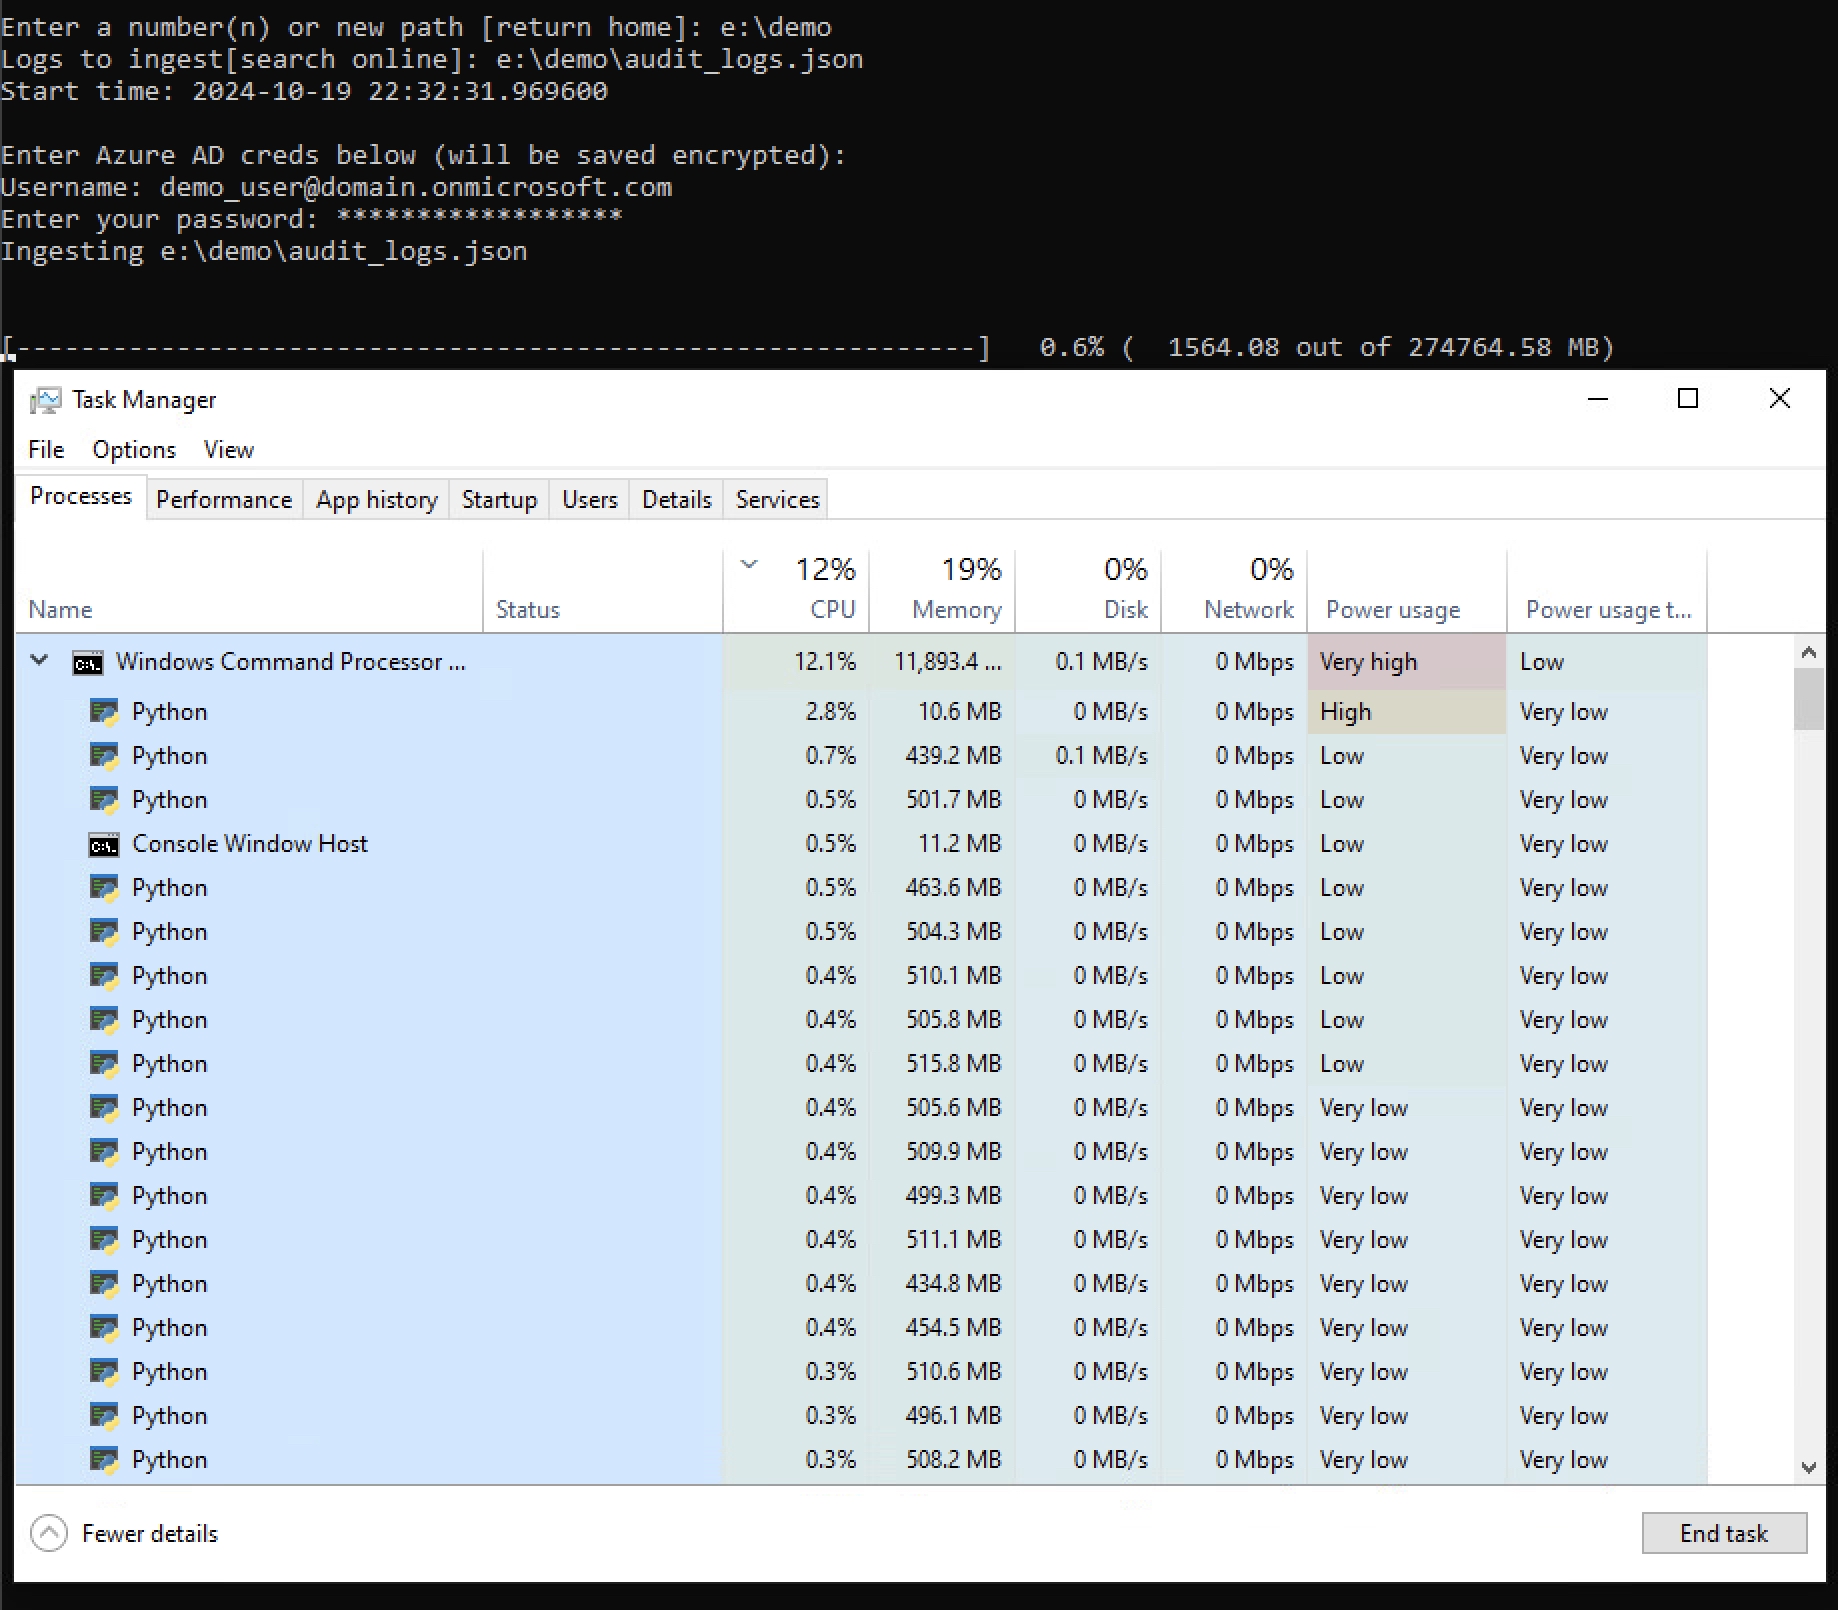 Enter a number(n) or new path [return home]: e:\demo
Logs to ingest[search online]: e:\demo\audit_logs.json
Start time: 2024-10-19 22:32:31.969600
Enter Azure AD creds below (will be saved encrypted):
Username: demo_user@domain.onmicrosoft.com
Enter your password: ******************
Ingesting e:\demo\audit_logs.json
[------------------------------------------------------------] 0.6% ( 1564.08 out of 274764.58 MB)
Task Manager
File Options View
Processes Performance App history Startup Users Details Services
12% 19% 0% 0%
Name Status CPU Memory Disk Network Power usage Power usage t...
C:\. Windows Command Processor ... 12.1% 11,893.4 ... 0.1 MB/s 0 Mbps Very high Low
Python 2.8% 10.6 MB 0 MB/s 0 Mbps High Very low
Python 0.7% 439.2 MB 0.1 MB/s 0 Mbps Low Very low
Python 0.5% 501.7 MB 0 MB/s 0 Mbps Low Very low
C:\. Console Window Host 0.5% 11.2 MB 0 MB/s 0 Mbps Low Very low
Python 0.5% 463.6 MB 0 MB/s 0 Mbps Low Very low
Python 0.5% 504.3 MB 0 MB/s 0 Mbps Low Very low
Python 0.4% 510.1 MB 0 MB/s 0 Mbps Low Very low
Python 0.4% 505.8 MB 0 MB/s 0 Mbps Low Very low
Python 0.4% 515.8 MB 0 MB/s 0 Mbps Low Very low
Python 0.4% 505.6 MB 0 MB/s 0 Mbps Very low Very low
Python 0.4% 509.9 MB 0 MB/s 0 Mbps Very low Very low
Python 0.4% 499.3 MB 0 MB/s 0 Mbps Very low Very low
Python 0.4% 511.1 MB 0 MB/s 0 Mbps Very low Very low
Python 0.4% 434.8 MB 0 MB/s 0 Mbps Very low Very low
Python 0.4% 454.5 MB 0 MB/s 0 Mbps Very low Very low
Python 0.3% 510.6 MB 0 MB/s 0 Mbps Very low Very low
Python 0.3% 496.1 MB 0 MB/s 0 Mbps Very low Very low
Python 0.3% 508.2 MB 0 MB/s 0 Mbps Very low Very low
Fewer details End task